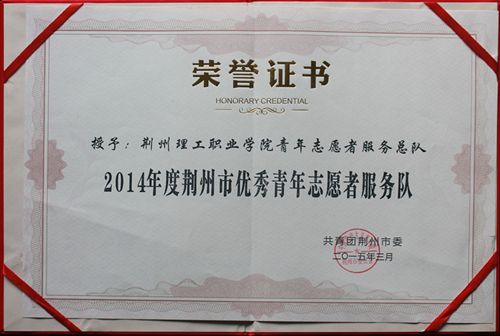 荣誉证书
HONORARY CREDENTIAL
授予：荆州理工职业学院青年志愿者服务总队
2014年度荆州市优秀青年志愿者服务队
共青团荆州市委
二〇一五年三月